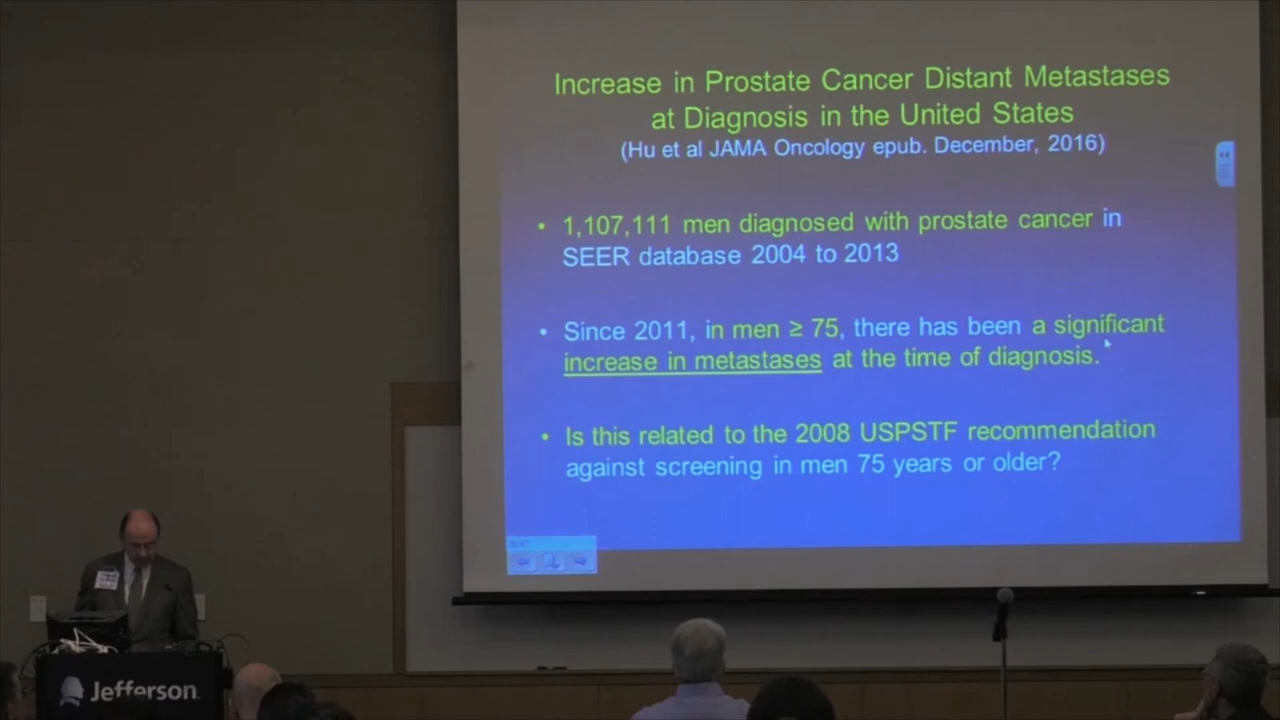 Increase in Prostate Cancer Distant Metastases
at Diagnosis in the United States
(Hu et al JAMA Oncology epub. December, 2016)
• 1,107,111 men diagnosed with prostate cancer in
SEER database 2004 to 2013
• Since 2011, in men ≥ 75, there has been a significant
increase in metastases at the time of diagnosis.
• Is this related to the 2008 USPSTF recommendation
against screening in men 75 years or older?
Jefferson